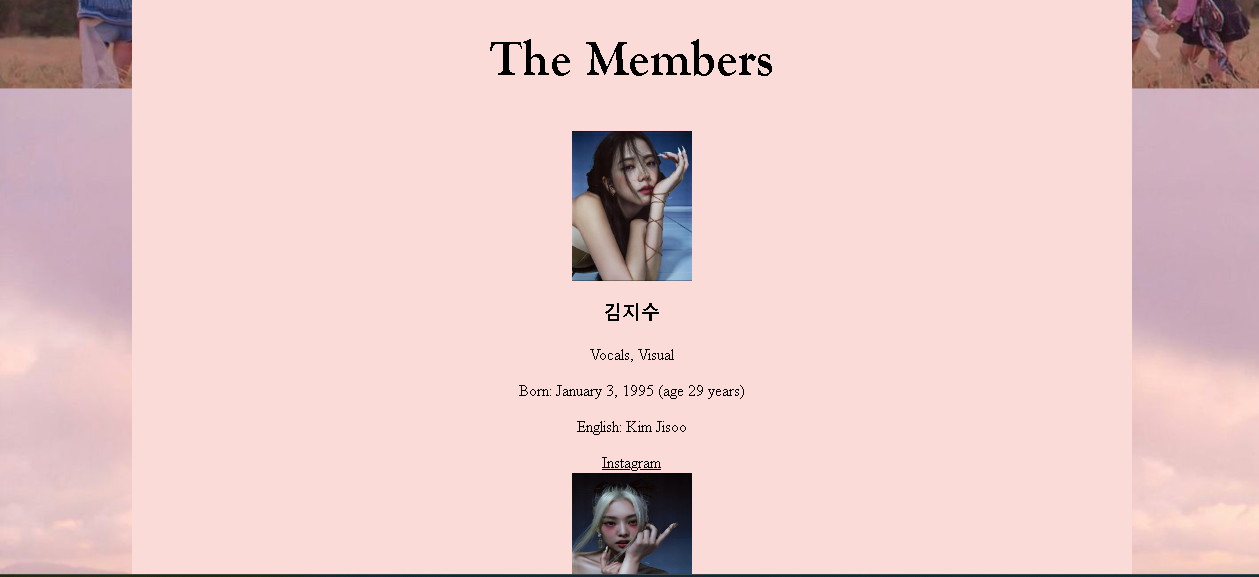 The Members
김지수
Vocals, Visual
Born: January 3, 1995 (age 29 years)
English: Kim Jisoo
Instagram